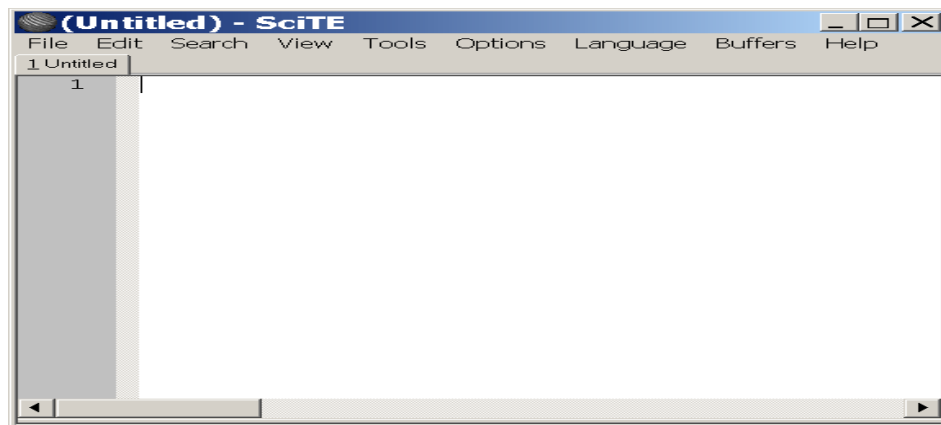 (Untitled) - SciTE
File Edit Search View Tools Options Language Buffers Help
1 Untitled
1